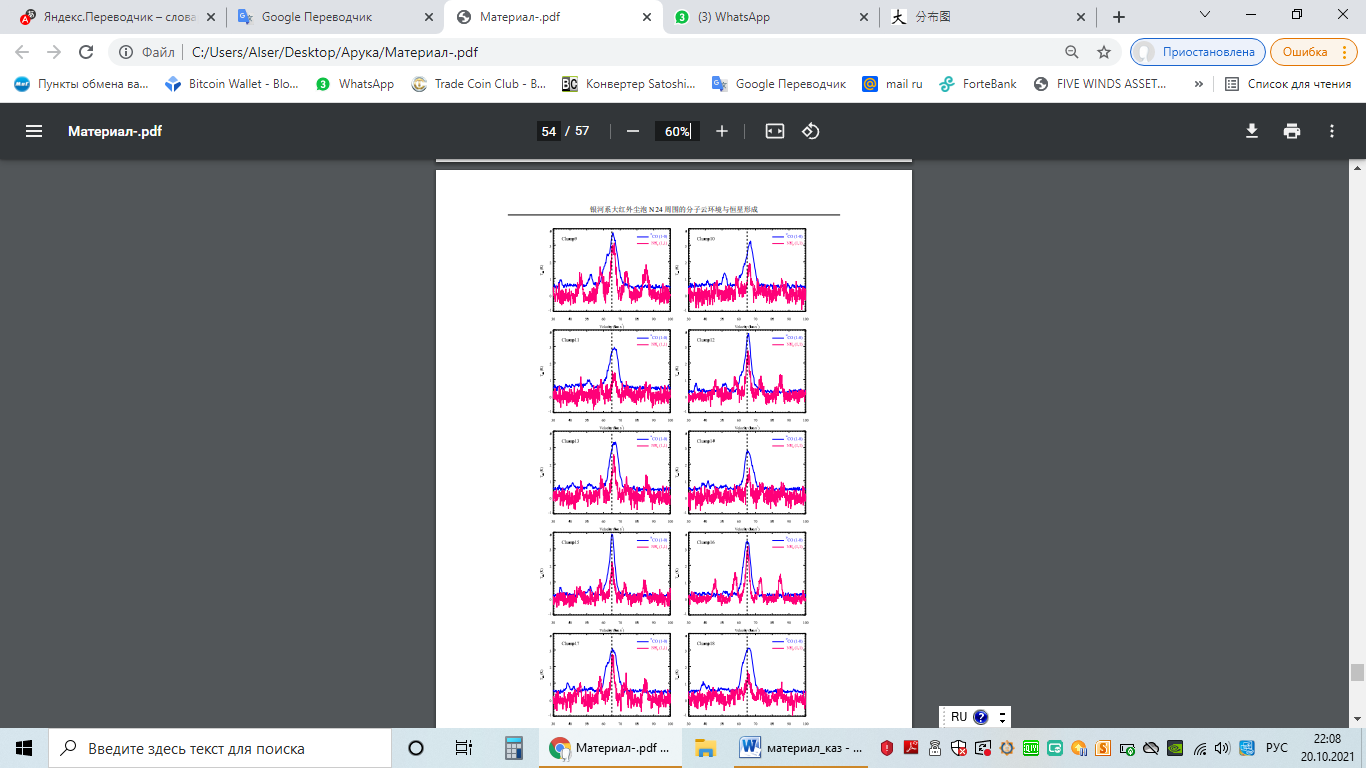 Яндекс.Переводчик – слова
Google Переводчик
Материал-.pdf
(3) WhatsApp
分布图
Файл
C:/Users/Alser/Desktop/Арука/Материал-.pdf
Приостановлена
Ошибка
Пункты обмена ва...
Bitcoin Wallet - Blo...
WhatsApp
Trade Coin Club - B...
Конвертер Satoshi...
Google Переводчик
mail ru
ForteBank
FIVE WINDS ASSET...
»
Список для чтения
Материал-.pdf
54 / 57
60%
银河系大红外尘泡 N 24 周围的分子云环境与恒星形成
Clump9
Clump10
Clump11
Clump12
Clump13
Clump14
Clump15
Clump16
Clump17
Clump18
RU
Введите здесь текст для поиска
Материал-.pdf ...
материал_каз - ...
РУС
22:08
20.10.2021